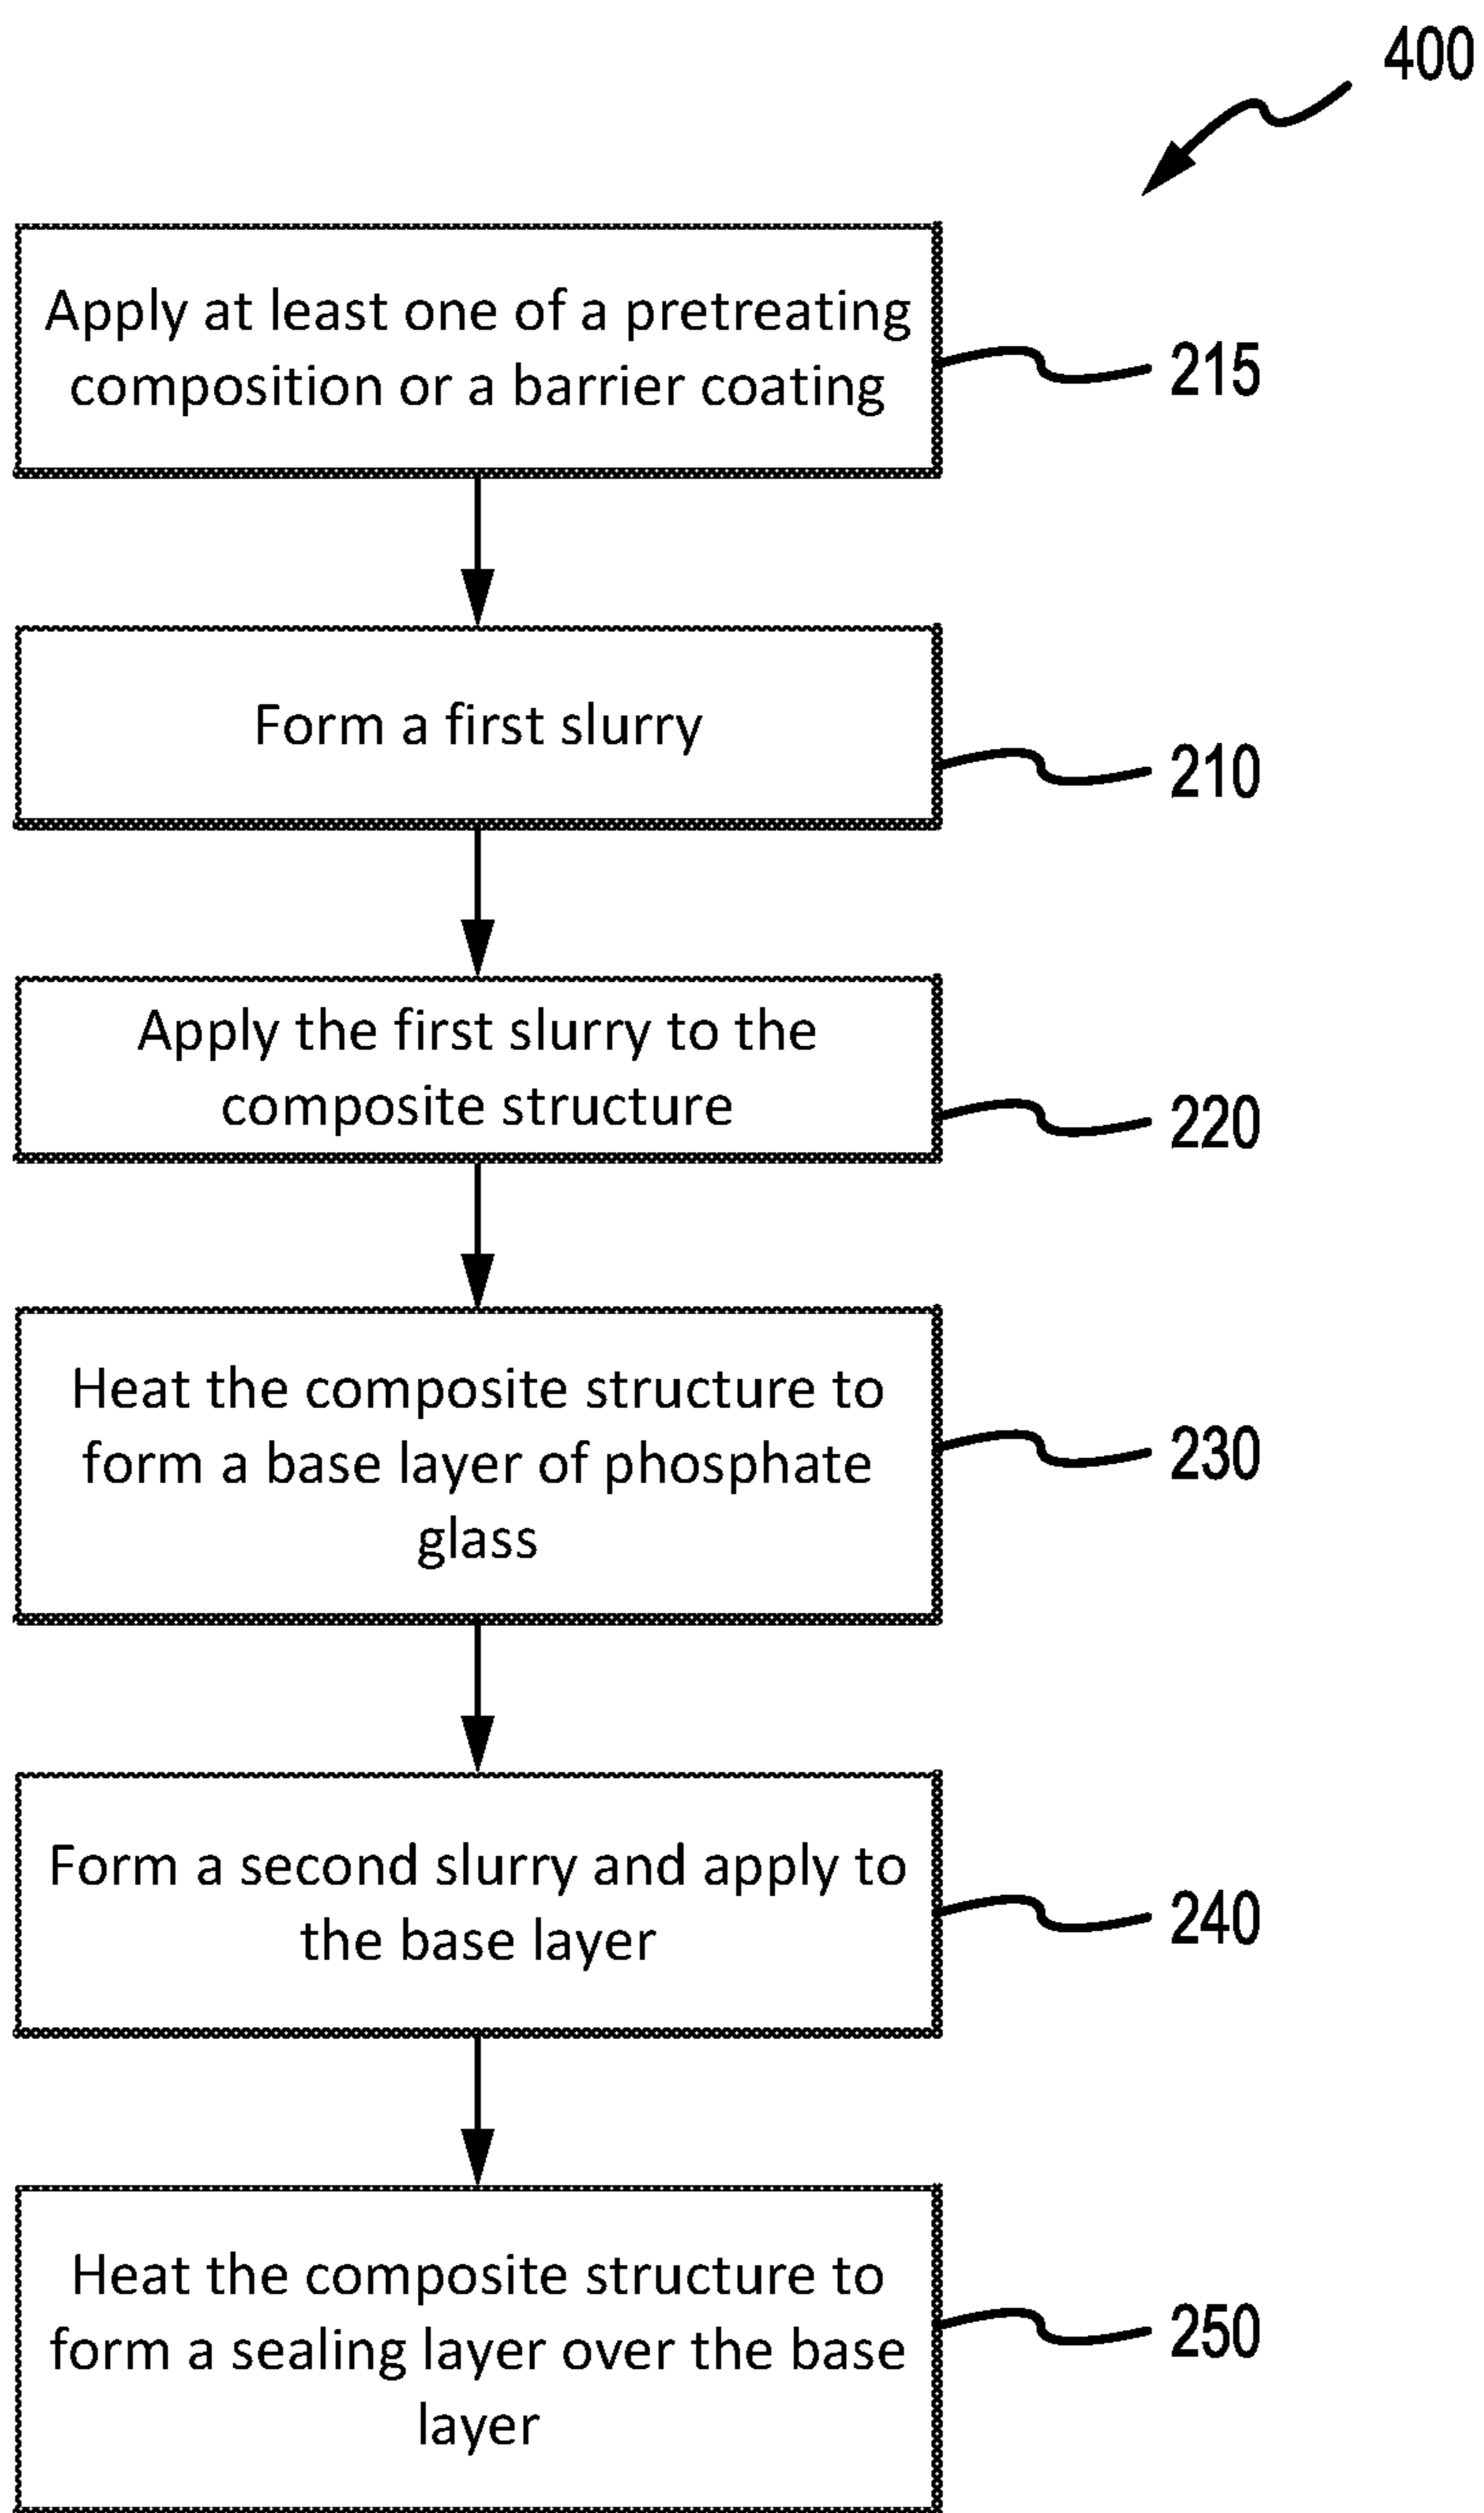 400
Apply at least one of a pretreating
composition or a barrier coating
215
Form a first slurry
210
Apply the first slurry to the
composite structure
220
Heat the composite structure to
form a base layer of phosphate
glass
230
Form a second slurry and apply to
the base layer
240
Heat the composite structure to
form a sealing layer over the base
layer
250